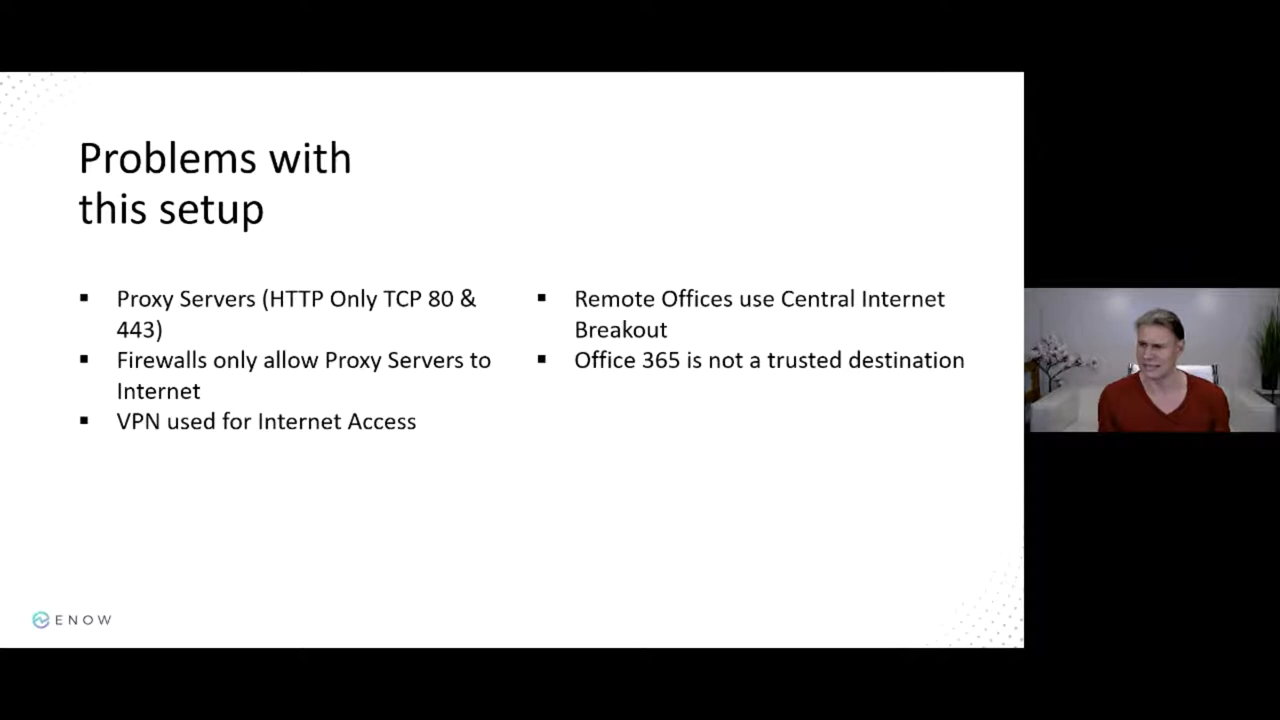 Problems with
this setup
▪ Proxy Servers (HTTP Only TCP 80 &
443)
▪ Firewalls only allow Proxy Servers to
Internet
▪ VPN used for Internet Access
▪ Remote Offices use Central Internet
Breakout
▪ Office 365 is not a trusted destination
ENOW